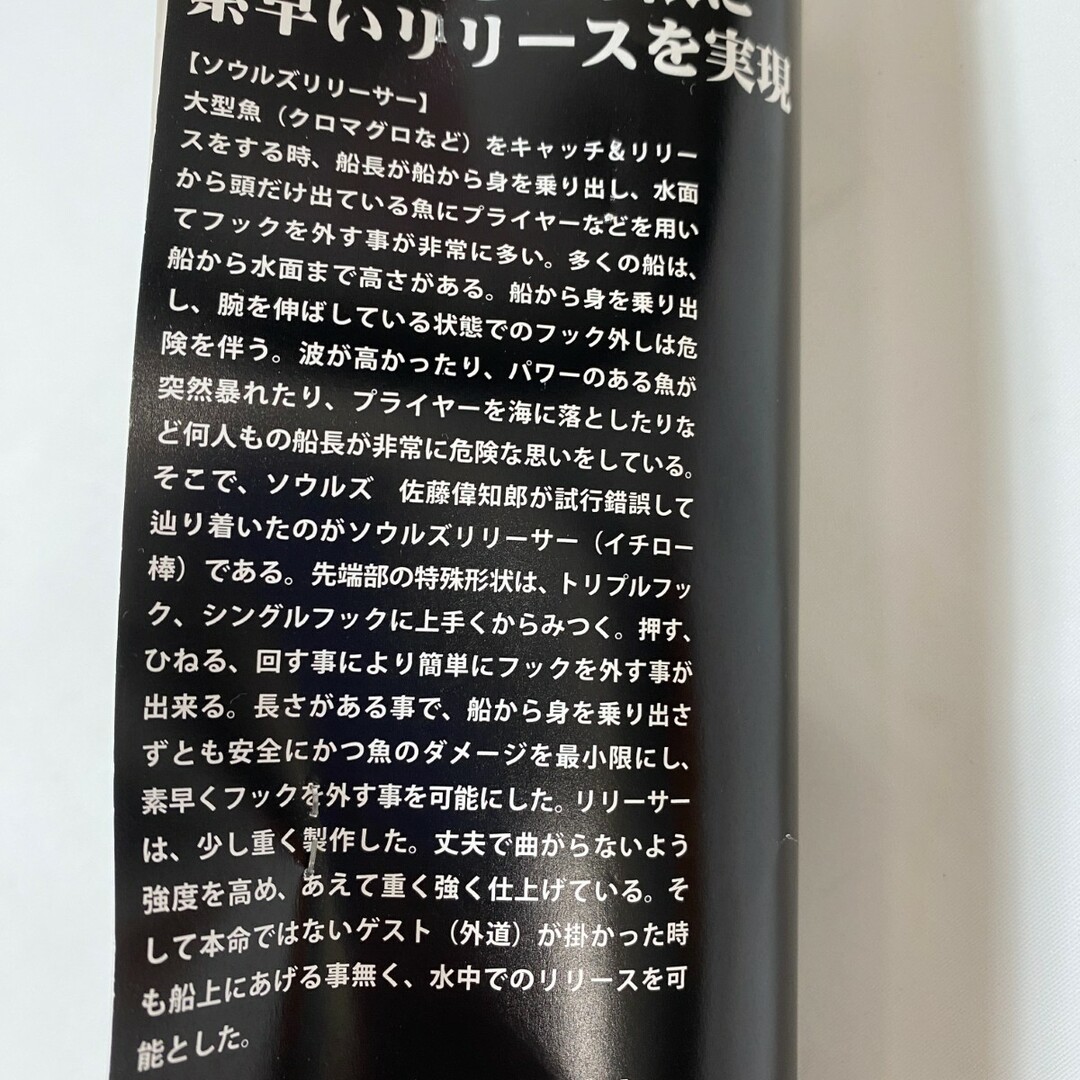 素早いリリースを実現
【ソウルズリリーサー】
大型魚（クロマグロなど）をキャッチ&リリー
スをする時、船長が船から身を乗り出し、水面
から頭だけ出ている魚にプライヤーなどを用い
てフックを外す事が非常に多い。多くの船は、
船から水面まで高さがある。船から身を乗り出
し、腕を伸ばしている状態でのフック外しは危
険を伴う。波が高かったり、パワーのある魚が
突然暴れたり、プライヤーを海に落としたりな
ど何人もの船長が非常に危険な思いをしている。
そこで、ソウルズ　佐藤偉知郎が試行錯誤して
辿り着いたのがソウルズリリーサー（イチロー
棒）である。先端部の特殊形状は、トリプルフッ
ク、シングルフックに上手くからみつく。押す、
ひねる、回す事により簡単にフックを外す事が
出来る。長さがある事で、船から身を乗り出さ
ずとも安全にかつ魚のダメージを最小限にし、
素早くフックを外す事を可能にした。リリーサー
は、少し重く製作した。丈夫で曲がらないよう
強度を高め、あえて重く強く仕上げている。そ
して本命ではないゲスト（外道）が掛かった時
も船上にあげる事無く、水中でのリリースを可
能とした。